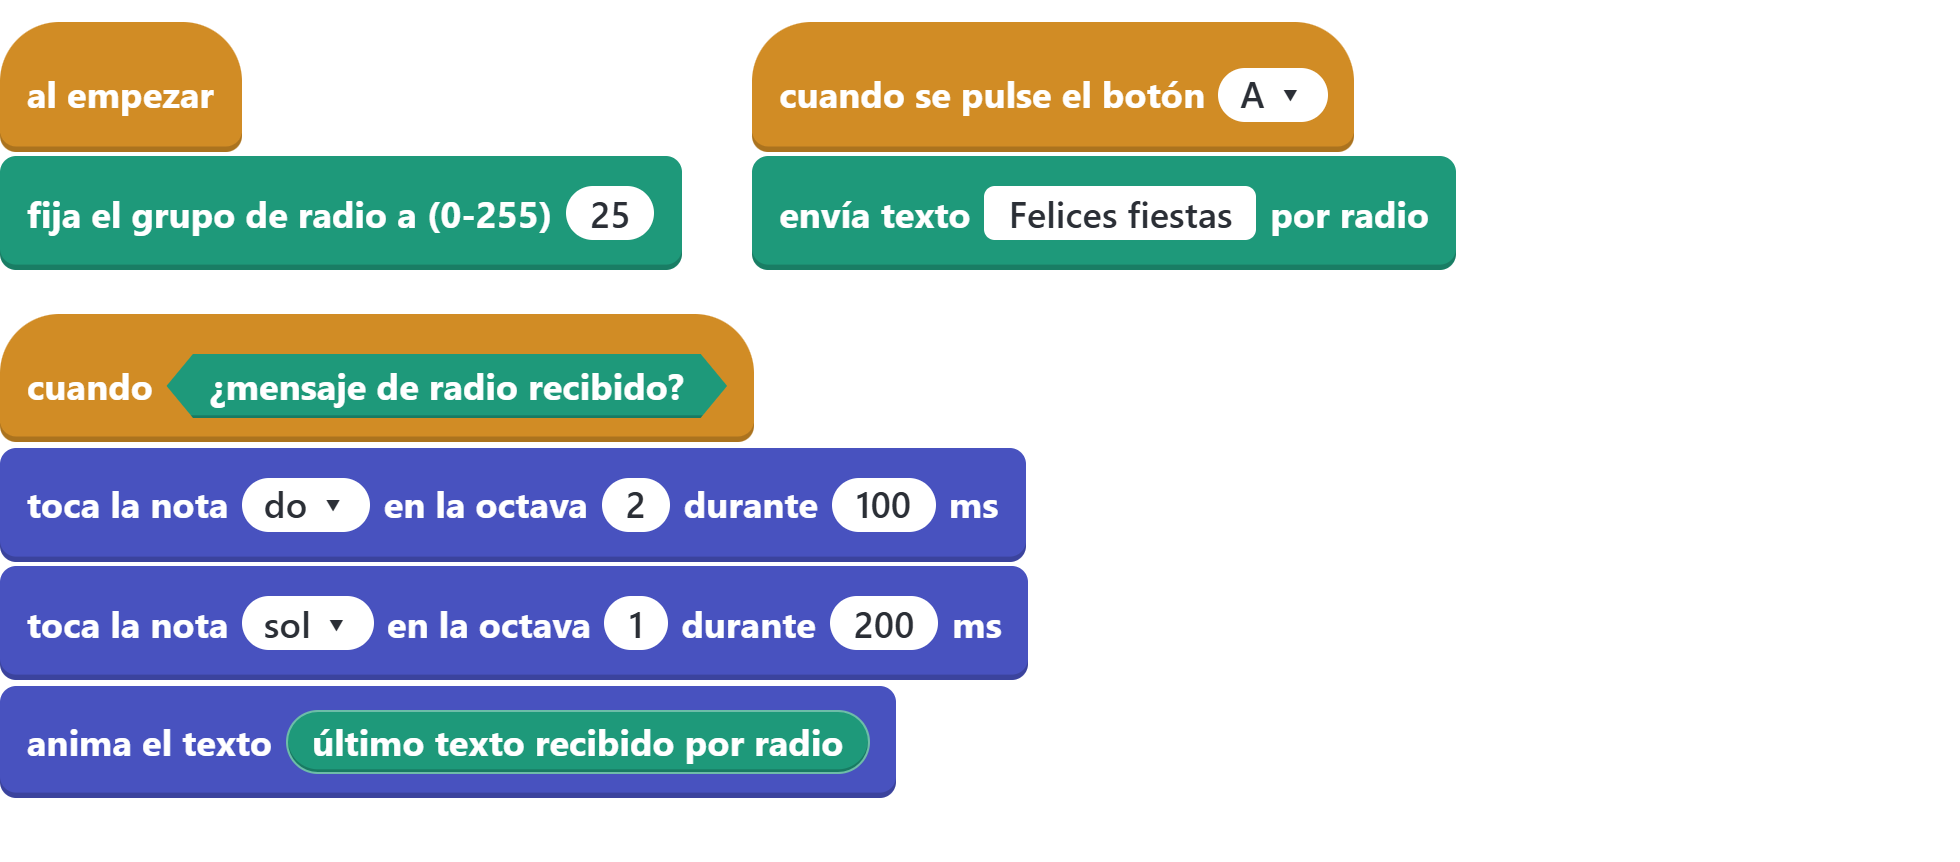 al empezar
fija el grupo de radio a (0-255) 25
cuando se pulse el botón A
envía texto Felices fiestas por radio
cuando ¿mensaje de radio recibido?
toca la nota do en la octava 2 durante 100 ms
toca la nota sol en la octava 1 durante 200 ms
anima el texto último texto recibido por radio